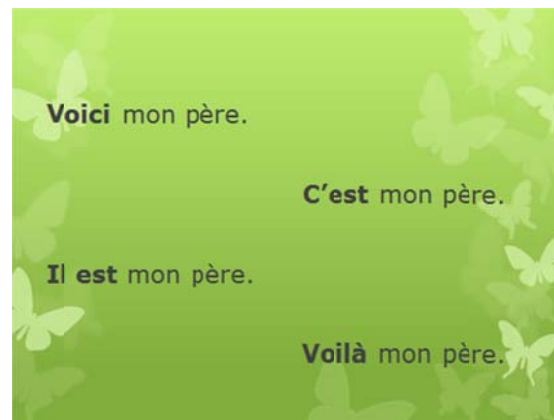 Voici mon père.
C’est mon père.
Il est mon père.
Voilà mon père.